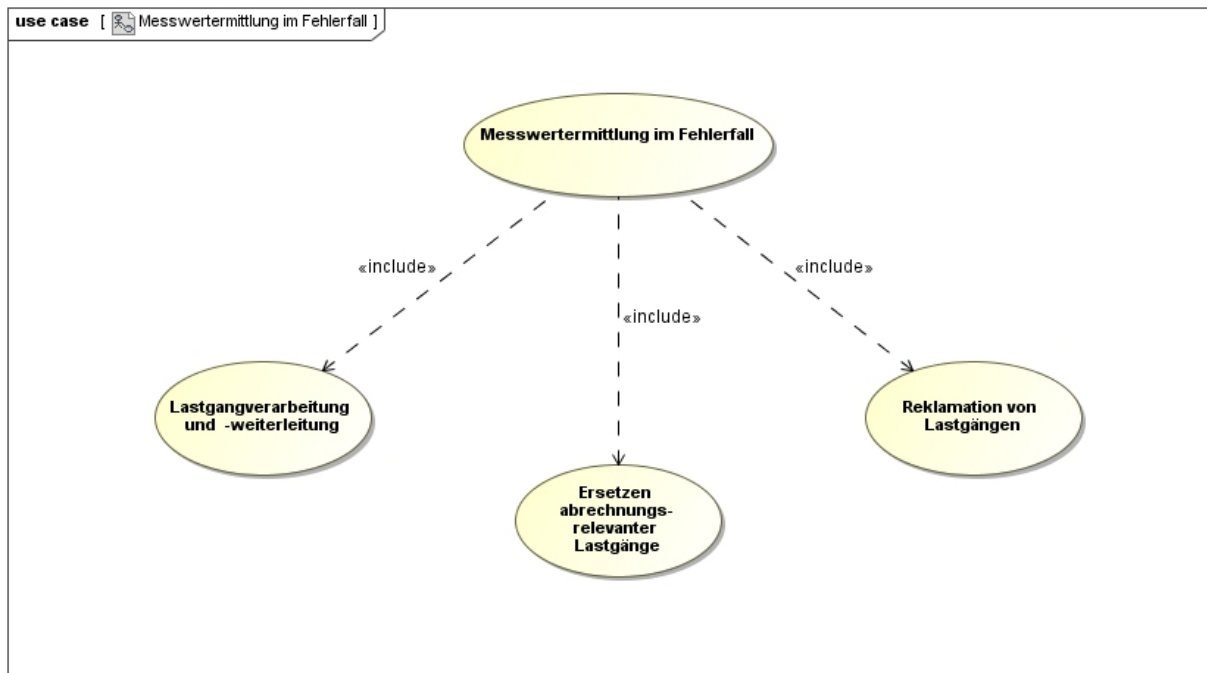 use case [ Messwertermittlung im Fehlerfall ]
Messwertermittlung im Fehlerfall
«include»
«include»
«include»
Lastgangverarbeitung
und -weiterleitung
Reklamation von
Lastgängen
Ersetzen
abrechnungs-
relevanter
Lastgänge